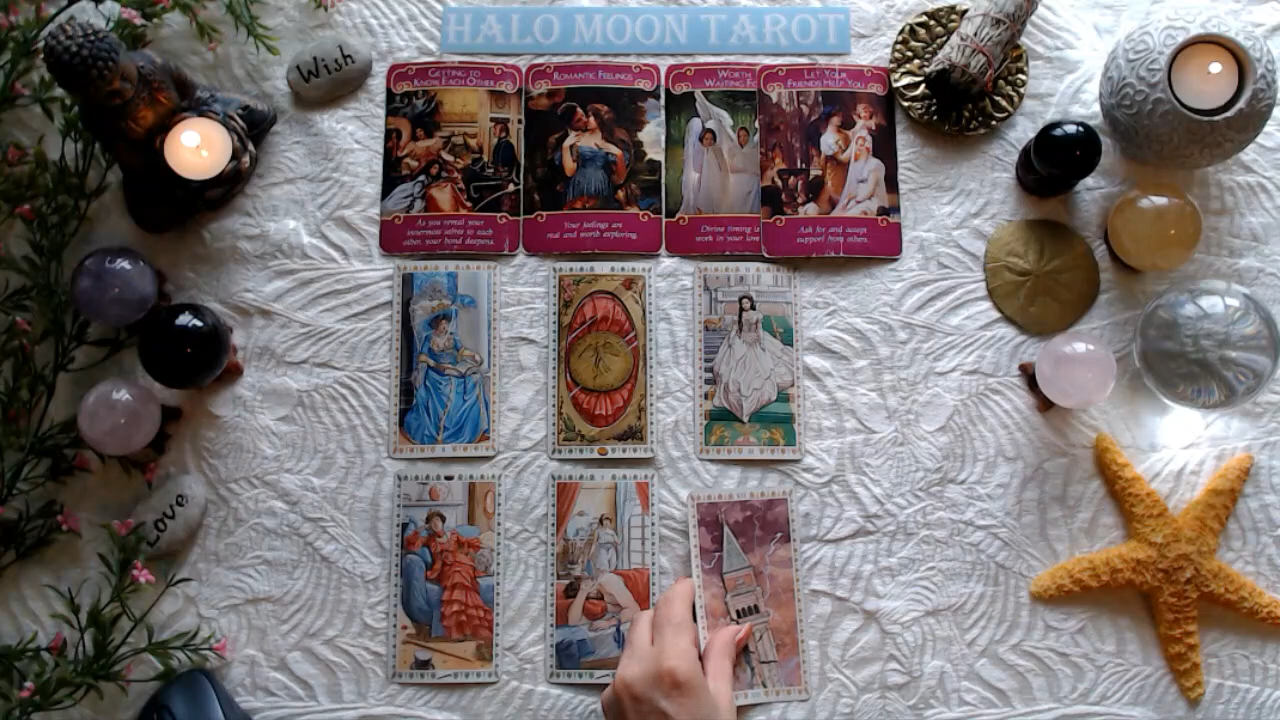 HALO MOON TAROT
Wish
GETTING TO
KNOW EACH OTHER
ROMANTIC FEELINGS
WORTH
WAITING FO
LET YOUR
FRIENDS HELP YOU
As you reveal your
innermost selves to each
other, your bond deepens.
Your feelings are
real and worth exploring.
Divine timing is
work in your love
Ask for and accept
support from others.
Love